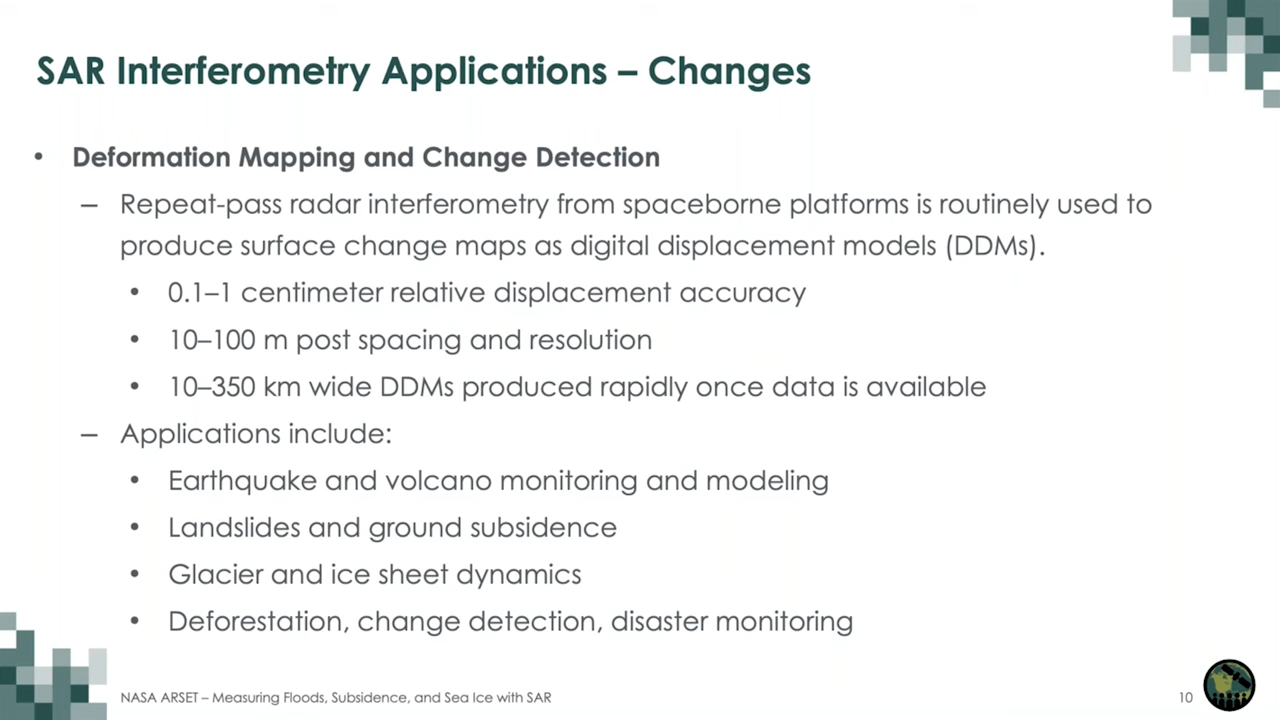 SAR Interferometry Applications – Changes
• Deformation Mapping and Change Detection
– Repeat-pass radar interferometry from spaceborne platforms is routinely used to
produce surface change maps as digital displacement models (DDMs).
• 0.1–1 centimeter relative displacement accuracy
• 10–100 m post spacing and resolution
• 10–350 km wide DDMs produced rapidly once data is available
– Applications include:
• Earthquake and volcano monitoring and modeling
• Landslides and ground subsidence
• Glacier and ice sheet dynamics
• Deforestation, change detection, disaster monitoring
NASA ARSET – Measuring Floods, Subsidence, and Sea Ice with SAR
10